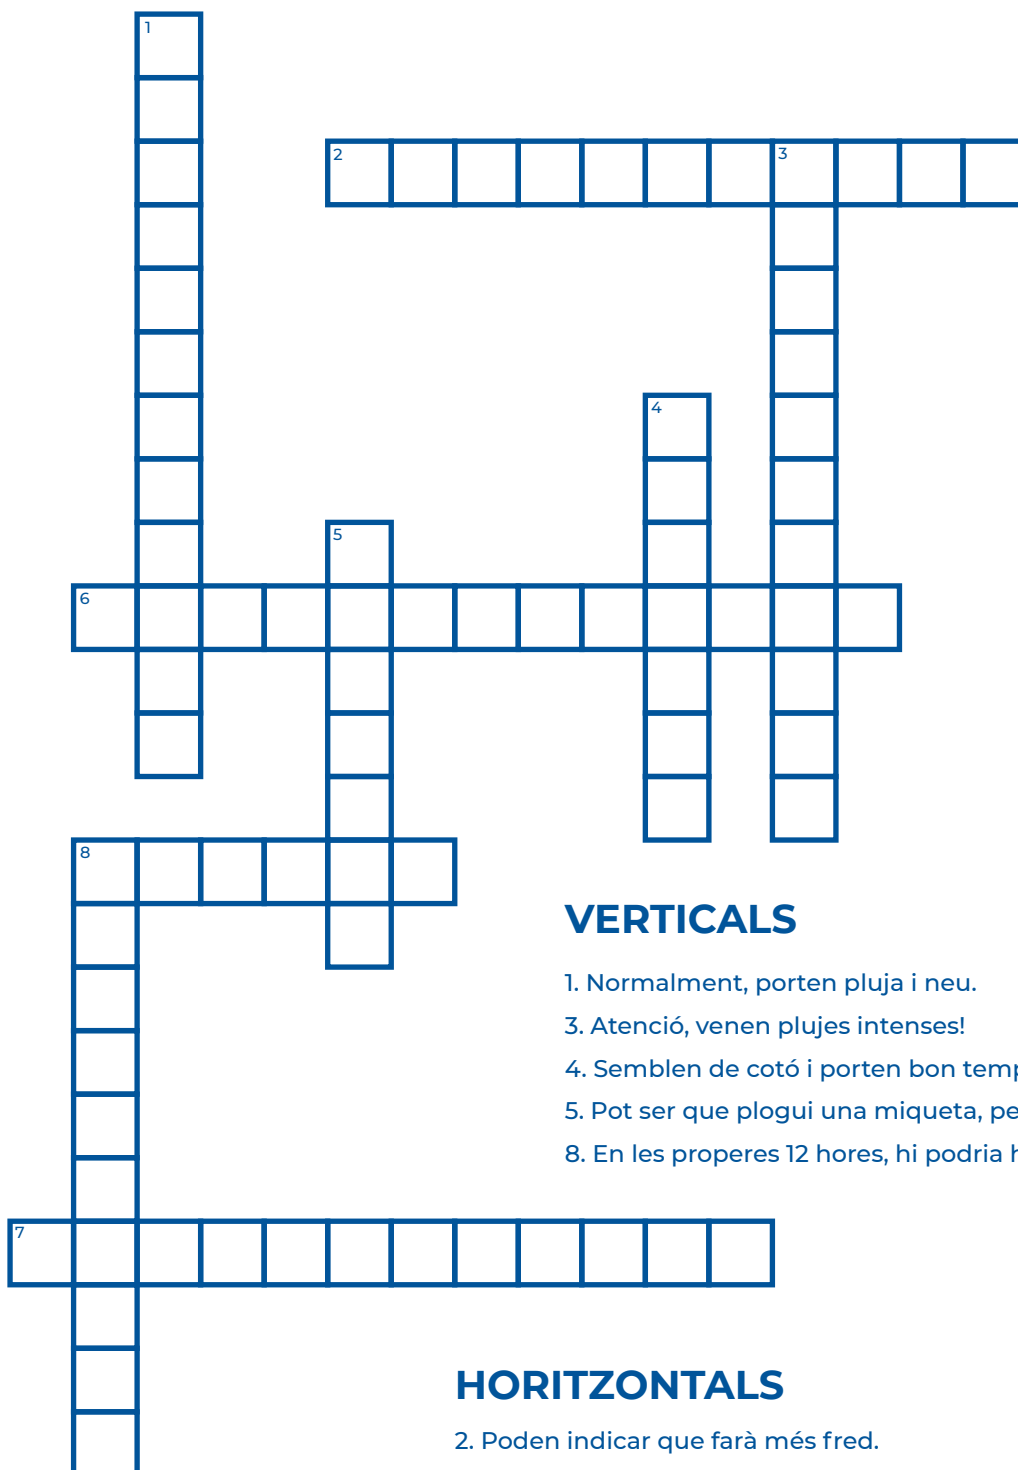 1
2
3
4
5
6
8
VERTICALS
1. Normalment, porten pluja i neu.
3. Atenció, venen plujes intenses!
4. Semblen de cotó i porten bon
5. Pot ser que plogui una miqueta,
8. En les properes 12 hores, hi podria
7
HORITZONTALS
2. Poden indicar que farà més fred.